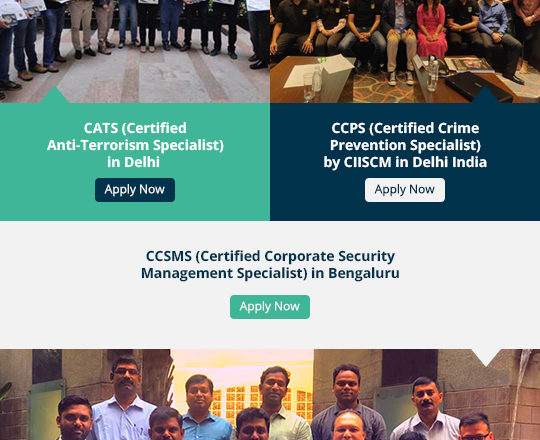 CATS (Certified
Anti-Terrorism Specialist)
in Delhi
Apply Now
CCPS (Certified Crime
Prevention Specialist)
by CIISCM in Delhi India
Apply Now
CCSMS (Certified Corporate Security
Management Specialist) in Bengaluru
Apply Now